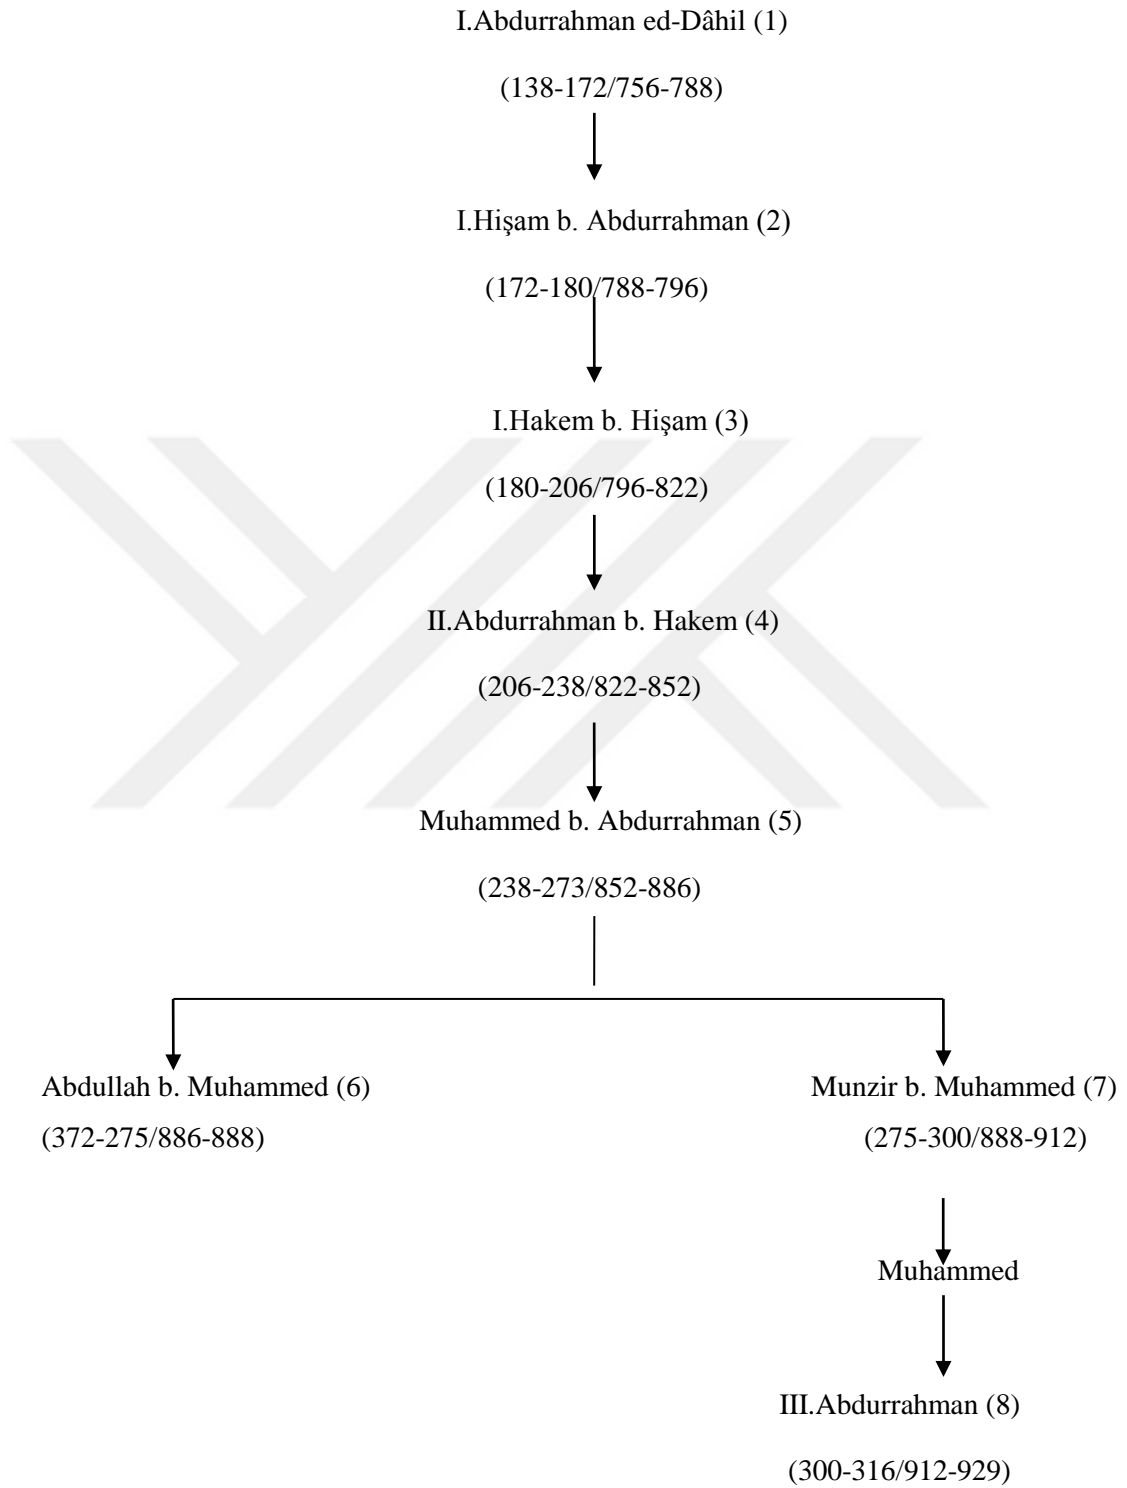 I.Abdurrahman ed-Dâhil (1)
(138-172/756-788)
I.Hişam b. Abdurrahman (2)
(172-180/788-796)
I.Hakem b. Hişam (3)
(180-206/796-822)
II.Abdurrahman b. Hakem (4)
(206-238/822-852)
Muhammed b. Abdurrahman (5)
(238-273/852-886)
Abdullah b. Muhammed (6)
(372-275/886-888)
Munzir b. Muhammed (7)
(275-300/888-912)
Muhammed
III.Abdurrahman (8)
(300-316/912-929)